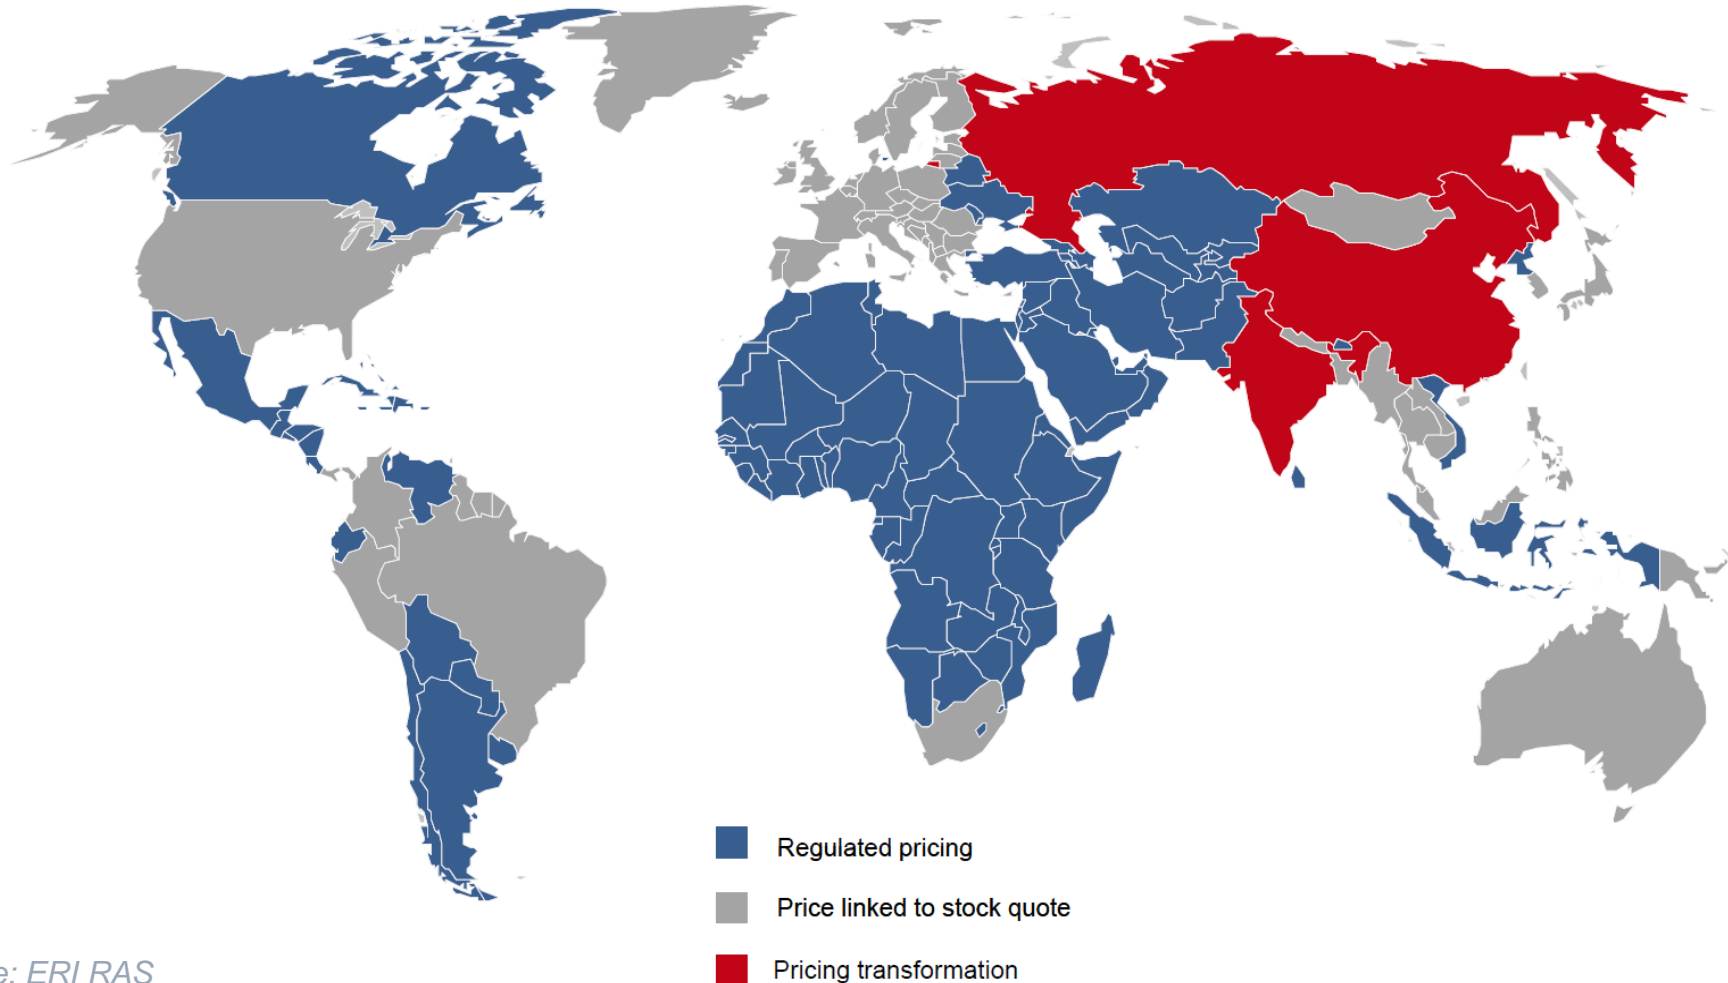 Regulated pricing
Price linked to stock quote
Pricing transformation
e: ERI RAS